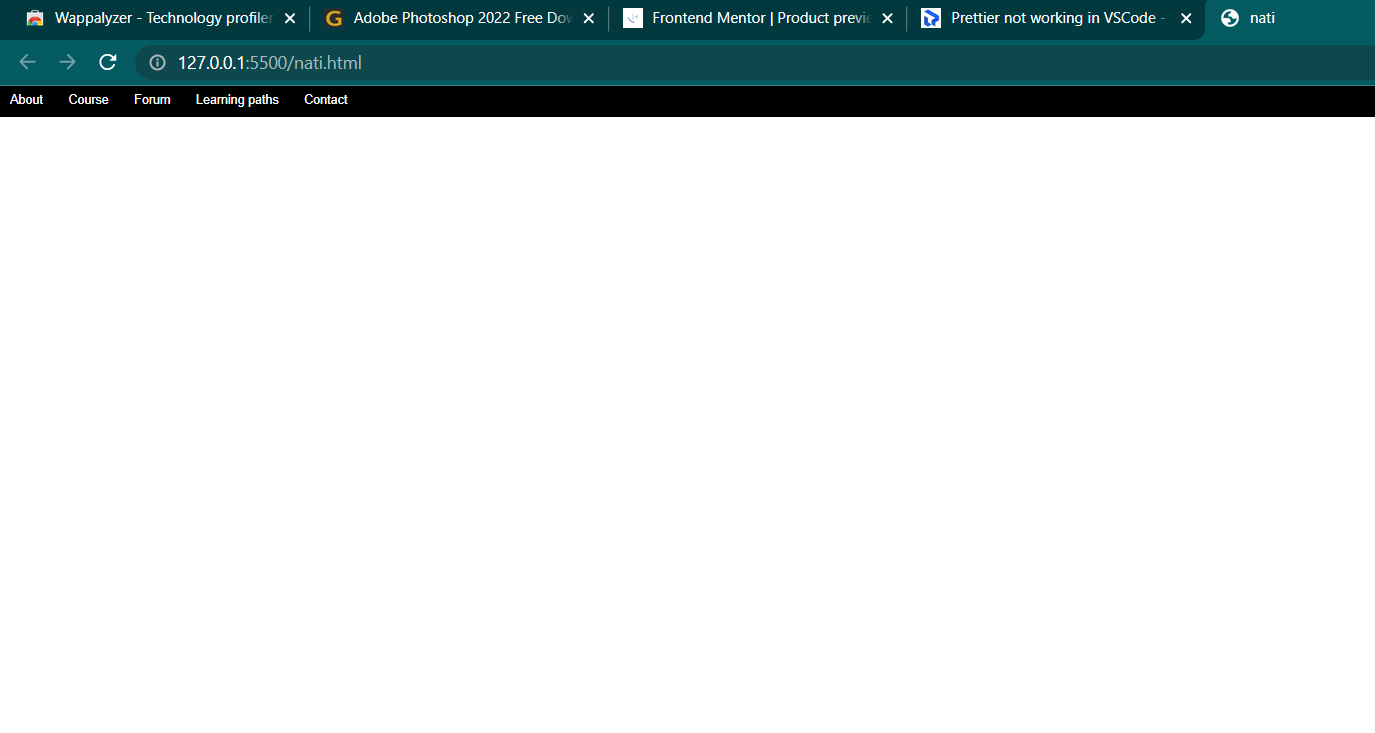 Wappalyzer - Technology profiler
Adobe Photoshop 2022 Free Dow
Frontend Mentor | Product previe
Prettier not working in VSCode -
nati
127.0.0.1:5500/nati.html
About Course Forum Learning paths Contact